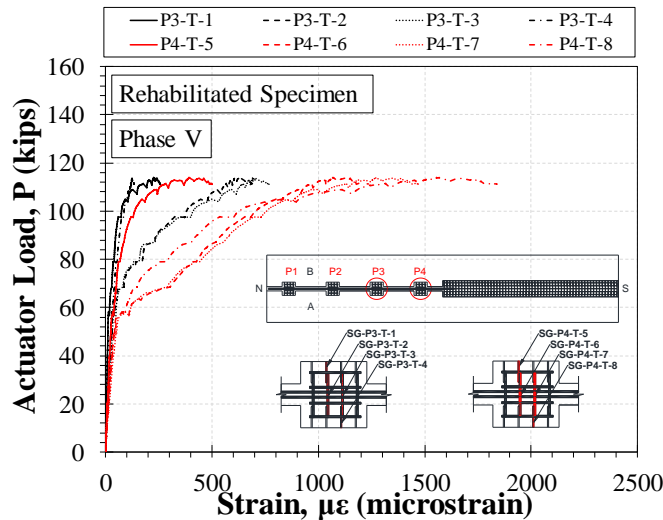 P3-T-1 P3-T-2 P3-T-3 P3-T-4
P4-T-5 P4-T-6 P4-T-7 P4-T-8
160
140
120
100
80
60
40
20
0
Actuator Load, P (kips)
Rehabilitated Specimen
Phase V
P1 B P2 P3 P4
N S
A
SG-P3-T-1
SG-P3-T-2
SG-P3-T-3
SG-P3-T-4
SG-P4-T-5
SG-P4-T-6
SG-P4-T-7
SG-P4-T-8
0 500 1000 1500 2000 2500
Strain, με (microstrain)